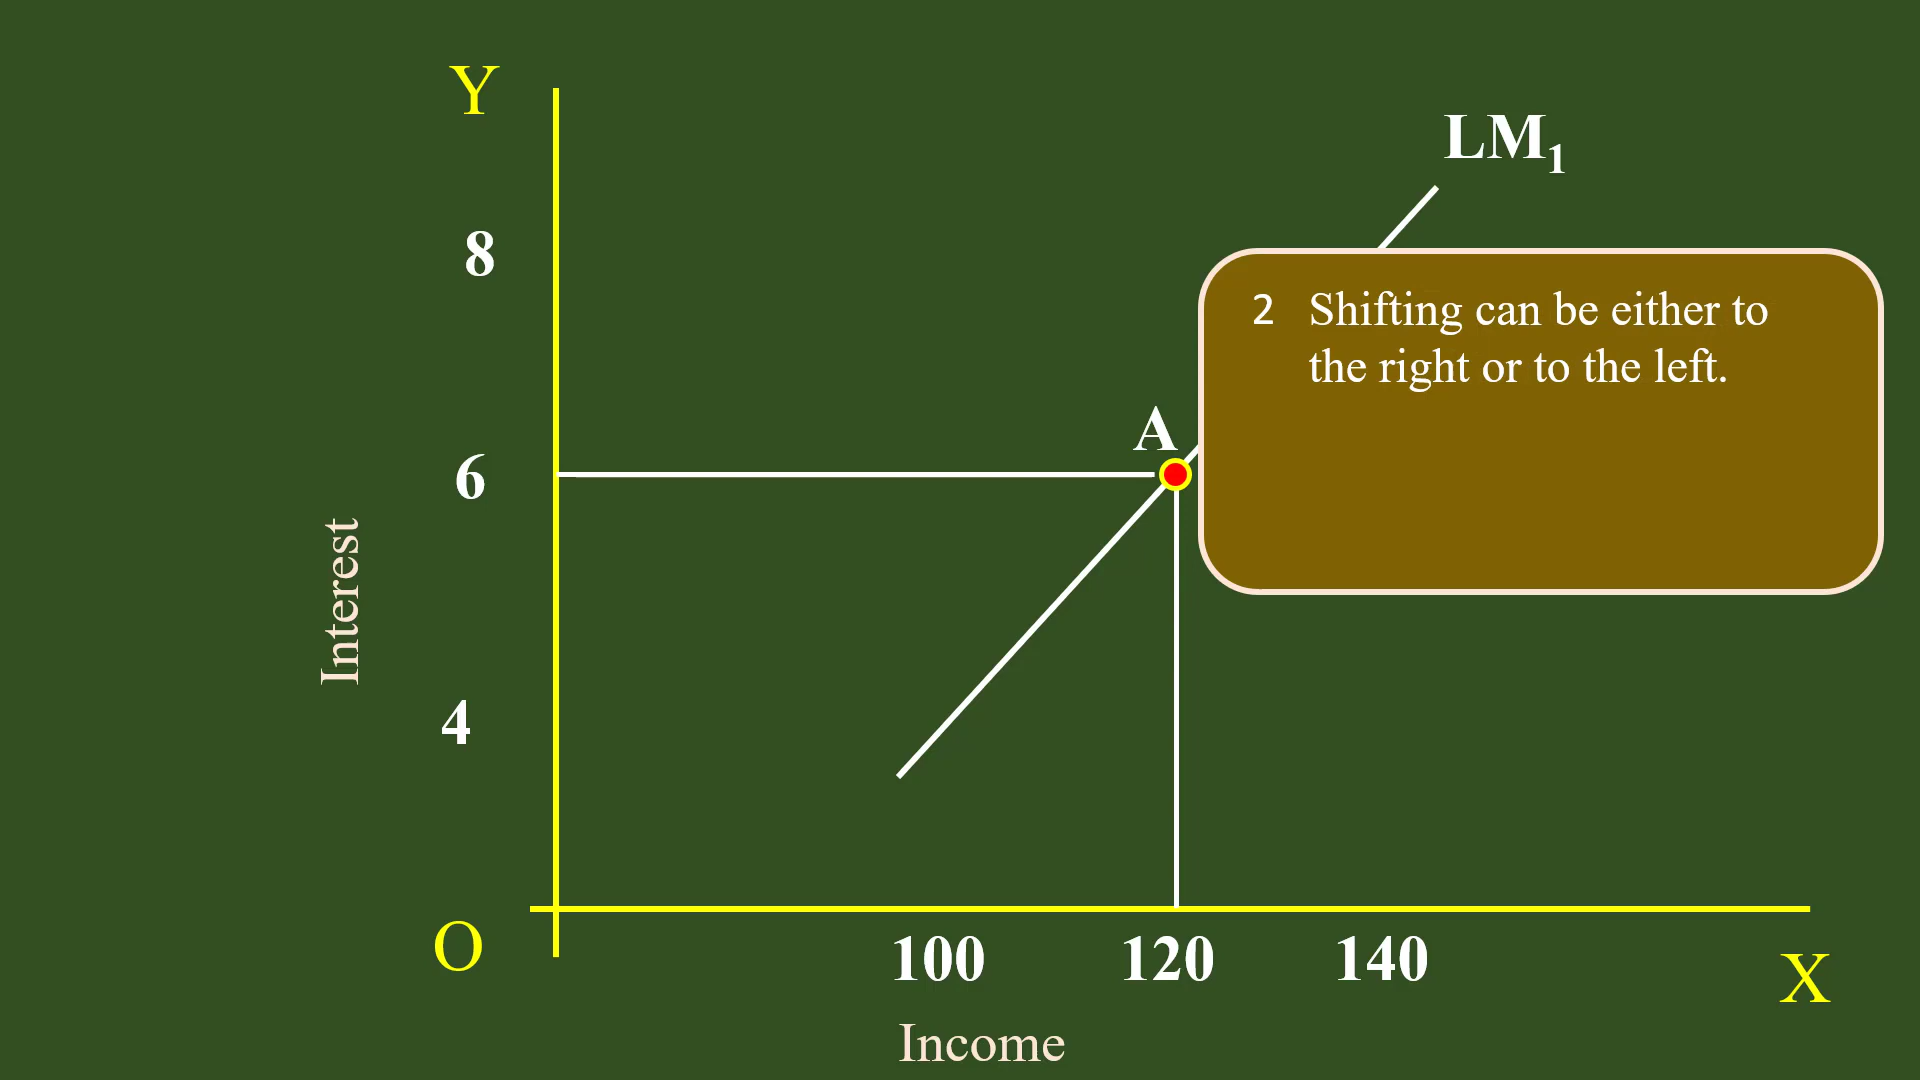 Y
LM1
8
2 Shifting can be either to
the right or to the left.
A
6
Interest
4
O
100 120 140
X
Income